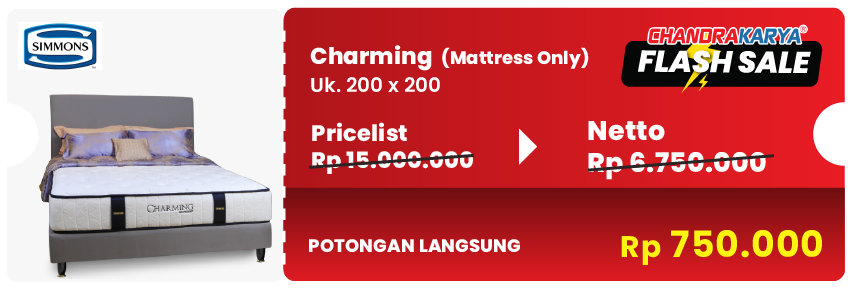 SIMMONS
CHARMING
Charming (Mattress Only)
Uk. 200 x 200
CHANDRAKARYA®
FLASH SALE
Pricelist
Rp 15.000.000
Netto
Rp 6.750.000
POTONGAN LANGSUNG
Rp 750.000